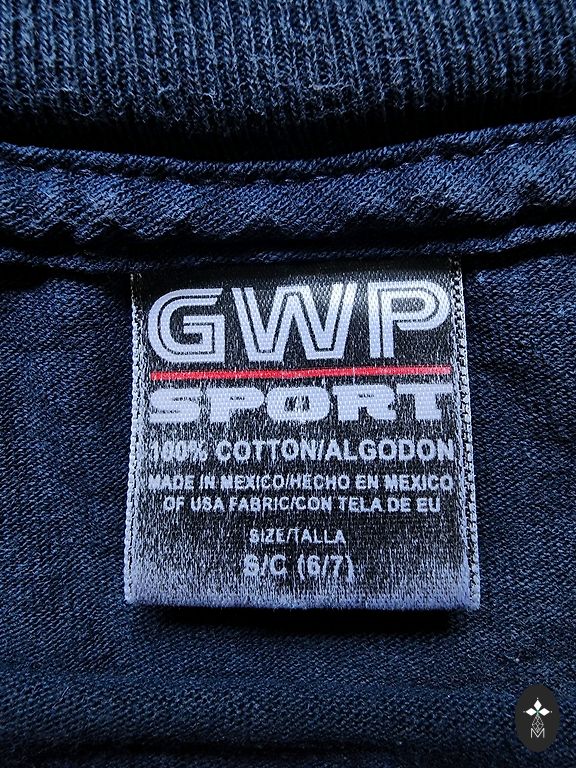 GWP
SPORT
100% COTTON/ALGODON
MADE IN MEXICO/HECHO EN MEXICO
OF USA FABRIC/CON TELA DE EU
SIZE/TALLA
S/C (6/7)